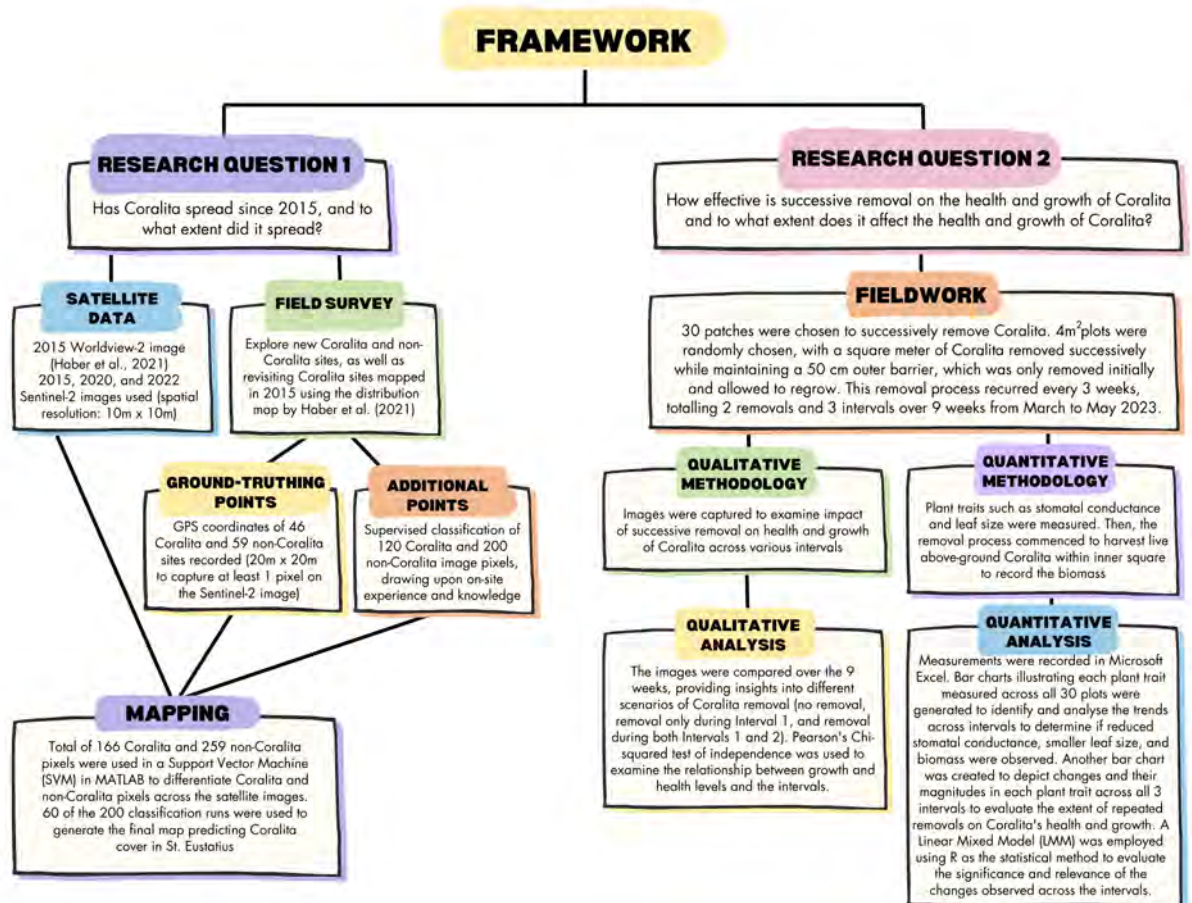 FRAMEWORK
RESEARCH QUESTION 1
Has Coralita spread since 2015, and to
what extent did it spread?
SATELLITE
DATA
2015 Worldview-2 image
(Haber et al., 2021)
2015, 2020, and 2022
Sentinel-2 images used (spatial
resolution: 10m x 10m)
FIELD SURVEY
Explore new Coralita and non-
Coralita sites, as well as
revisiting Coralita sites mapped
in 2015 using the distribution
map by Haber et al. (2021)
GROUND-TRUTHING
POINTS
GPS coordinates of 46
Coralita and 59 non-Coralita
sites recorded (20m x 20m
to capture at least 1 pixel on
the Sentinel-2 image)
ADDITIONAL
POINTS
Supervised classification of
120 Coralita and 200
non-Coralita image pixels,
drawing upon on-site
experience and knowledge
MAPPING
Total of 166 Coralita and 259 non-Coralita
pixels were used in a Support Vector Machine
(SVM) in MATLAB to differentiate Coralita and
non-Coralita pixels across the satellite images.
60 of the 200 classification runs were used to
generate the final map predicting Coralita
cover in St. Eustatius
RESEARCH QUESTION 2
How effective is successive removal on the health and growth of Coralita
and to what extent does it affect the health and growth of Coralita?
FIELDWORK
30 patches were chosen to successively remove Coralita. 4m²plots were
randomly chosen, with a square meter of Coralita removed successively
while maintaining a 50 cm outer barrier, which was only removed initially
and allowed to regrow. This removal process recurred every 3 weeks,
totalling 2 removals and 3 intervals over 9 weeks from March to May 2023.
QUALITATIVE
METHODOLOGY
Images were captured to examine impact
of successive removal on health and growth
of Coralita across various intervals
QUANTITATIVE
METHODOLOGY
Plant traits such as stomatal conductance
and leaf size were measured. Then, the
removal process commenced to harvest live
above-ground Coralita within inner square
to record the biomass
QUALITATIVE
ANALYSIS
The images were compared over the 9
weeks, providing insights into different
scenarios of Coralita removal (no removal,
removal only during Interval 1, and removal
during both Intervals 1 and 2). Pearson's Chi-
squared test of independence was used to
examine the relationship between growth and
health levels and the intervals.
QUANTITATIVE
ANALYSIS
Measurements were recorded in Microsoft
Excel. Bar charts illustrating each plant trait
measured across all 30 plots were
generated to identify and analyse the trends
across intervals to determine if reduced
stomatal conductance, smaller leaf size, and
biomass were observed. Another bar chart
was created to depict changes and their
magnitudes in each plant trait across all 3
intervals to evaluate the extent of repeated
removals on Coralita's health and growth. A
Linear Mixed Model (LMM) was employed
using R as the statistical method to evaluate
the significance and relevance of the
changes observed across the intervals.